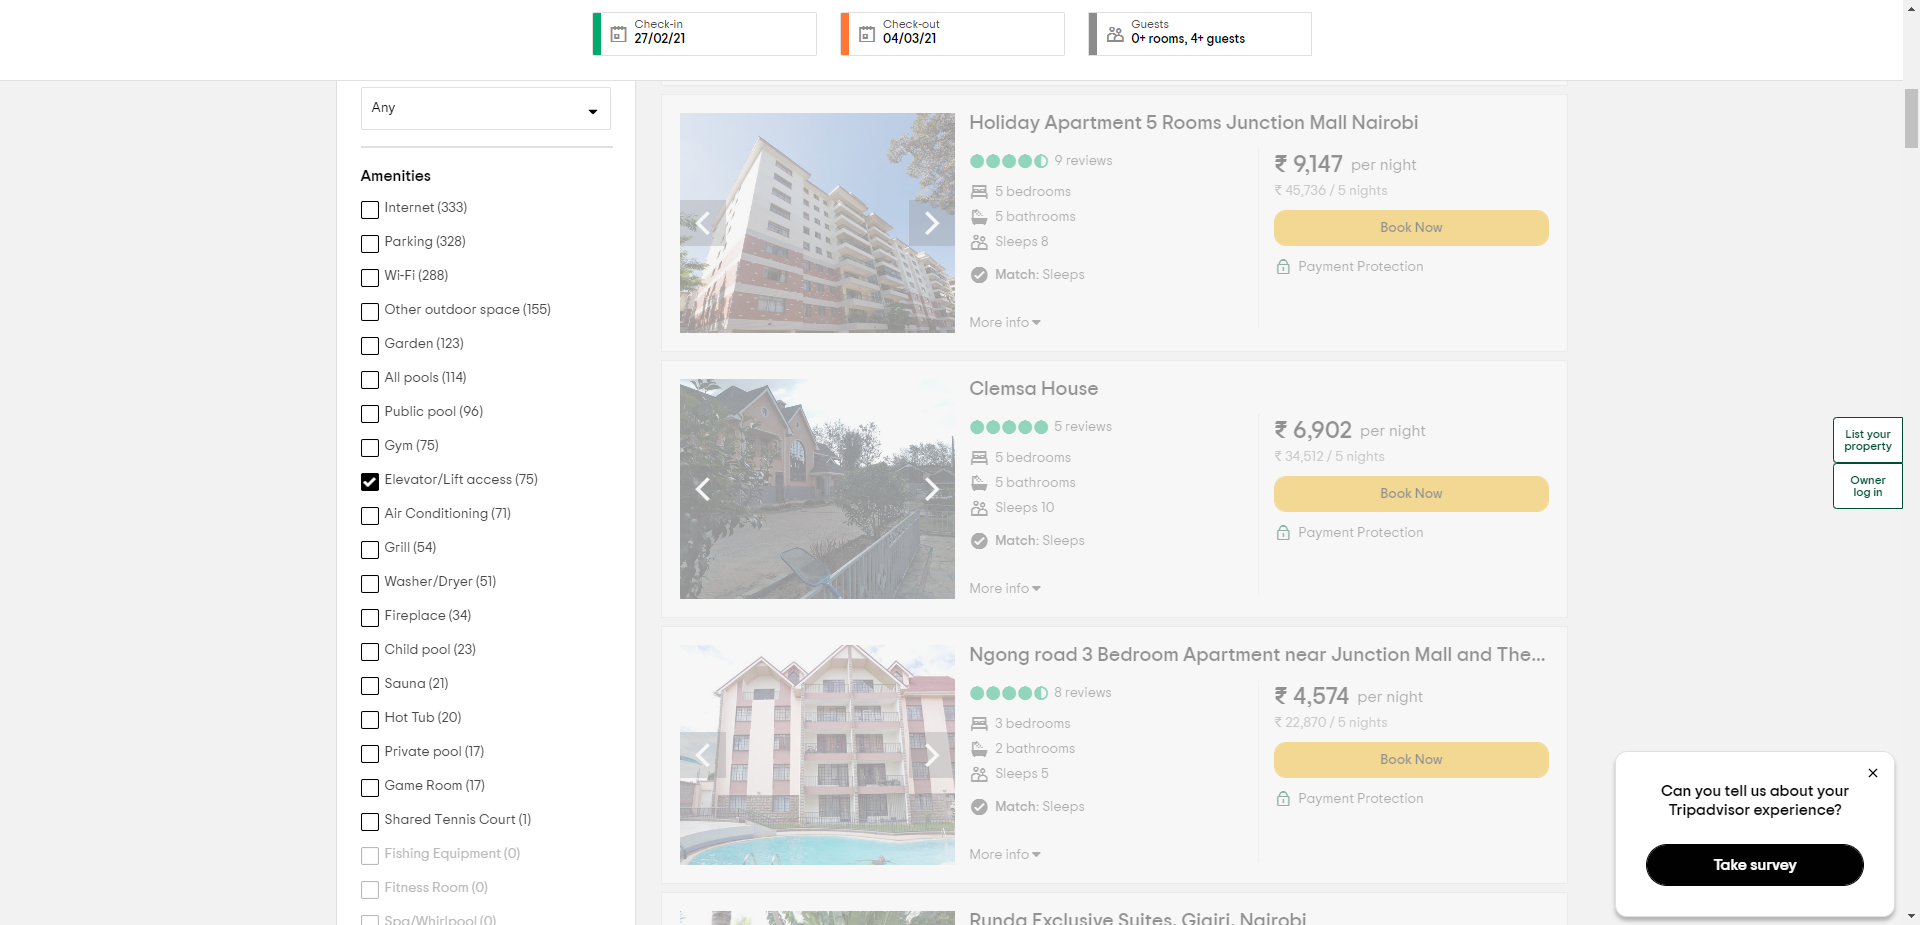 Check-in
27/02/21
Check-out
04/03/21
Guests
0+ rooms, 4+ guests
Any
Amenities
Internet (333)
Parking (328)
Wi-Fi (288)
Other outdoor space (155)
Garden (123)
All pools (114)
Public pool (96)
Gym (75)
Elevator/Lift access (75)
Air Conditioning (71)
Grill (54)
Washer/Dryer (51)
Fireplace (34)
Child pool (23)
Sauna (21)
Hot Tub (20)
Private pool (17)
Game Room (17)
Shared Tennis Court (1)
Fishing Equipment (0)
Fitness Room (0)
Spa/Whirlpool (0)
Holiday Apartment 5 Rooms Junction Mall Nairobi
9 reviews
5 bedrooms
5 bathrooms
Sleeps 8
Match: Sleeps
More info
₹ 9,147 per night
₹ 45,736 / 5 nights
Book Now
Payment Protection
Clemsa House
5 reviews
5 bedrooms
5 bathrooms
Sleeps 10
Match: Sleeps
More info
₹ 6,902 per night
₹ 34,512 / 5 nights
Book Now
Payment Protection
Ngong road 3 Bedroom Apartment near Junction Mall and The...
8 reviews
3 bedrooms
2 bathrooms
Sleeps 5
Match: Sleeps
More info
₹ 4,574 per night
₹ 22,870 / 5 nights
Book Now
Payment Protection
Runda Exclusive Suites, Gigiri, Nairobi
List your
property
Owner
log in
Can you tell us about your
Tripadvisor experience?
Take survey